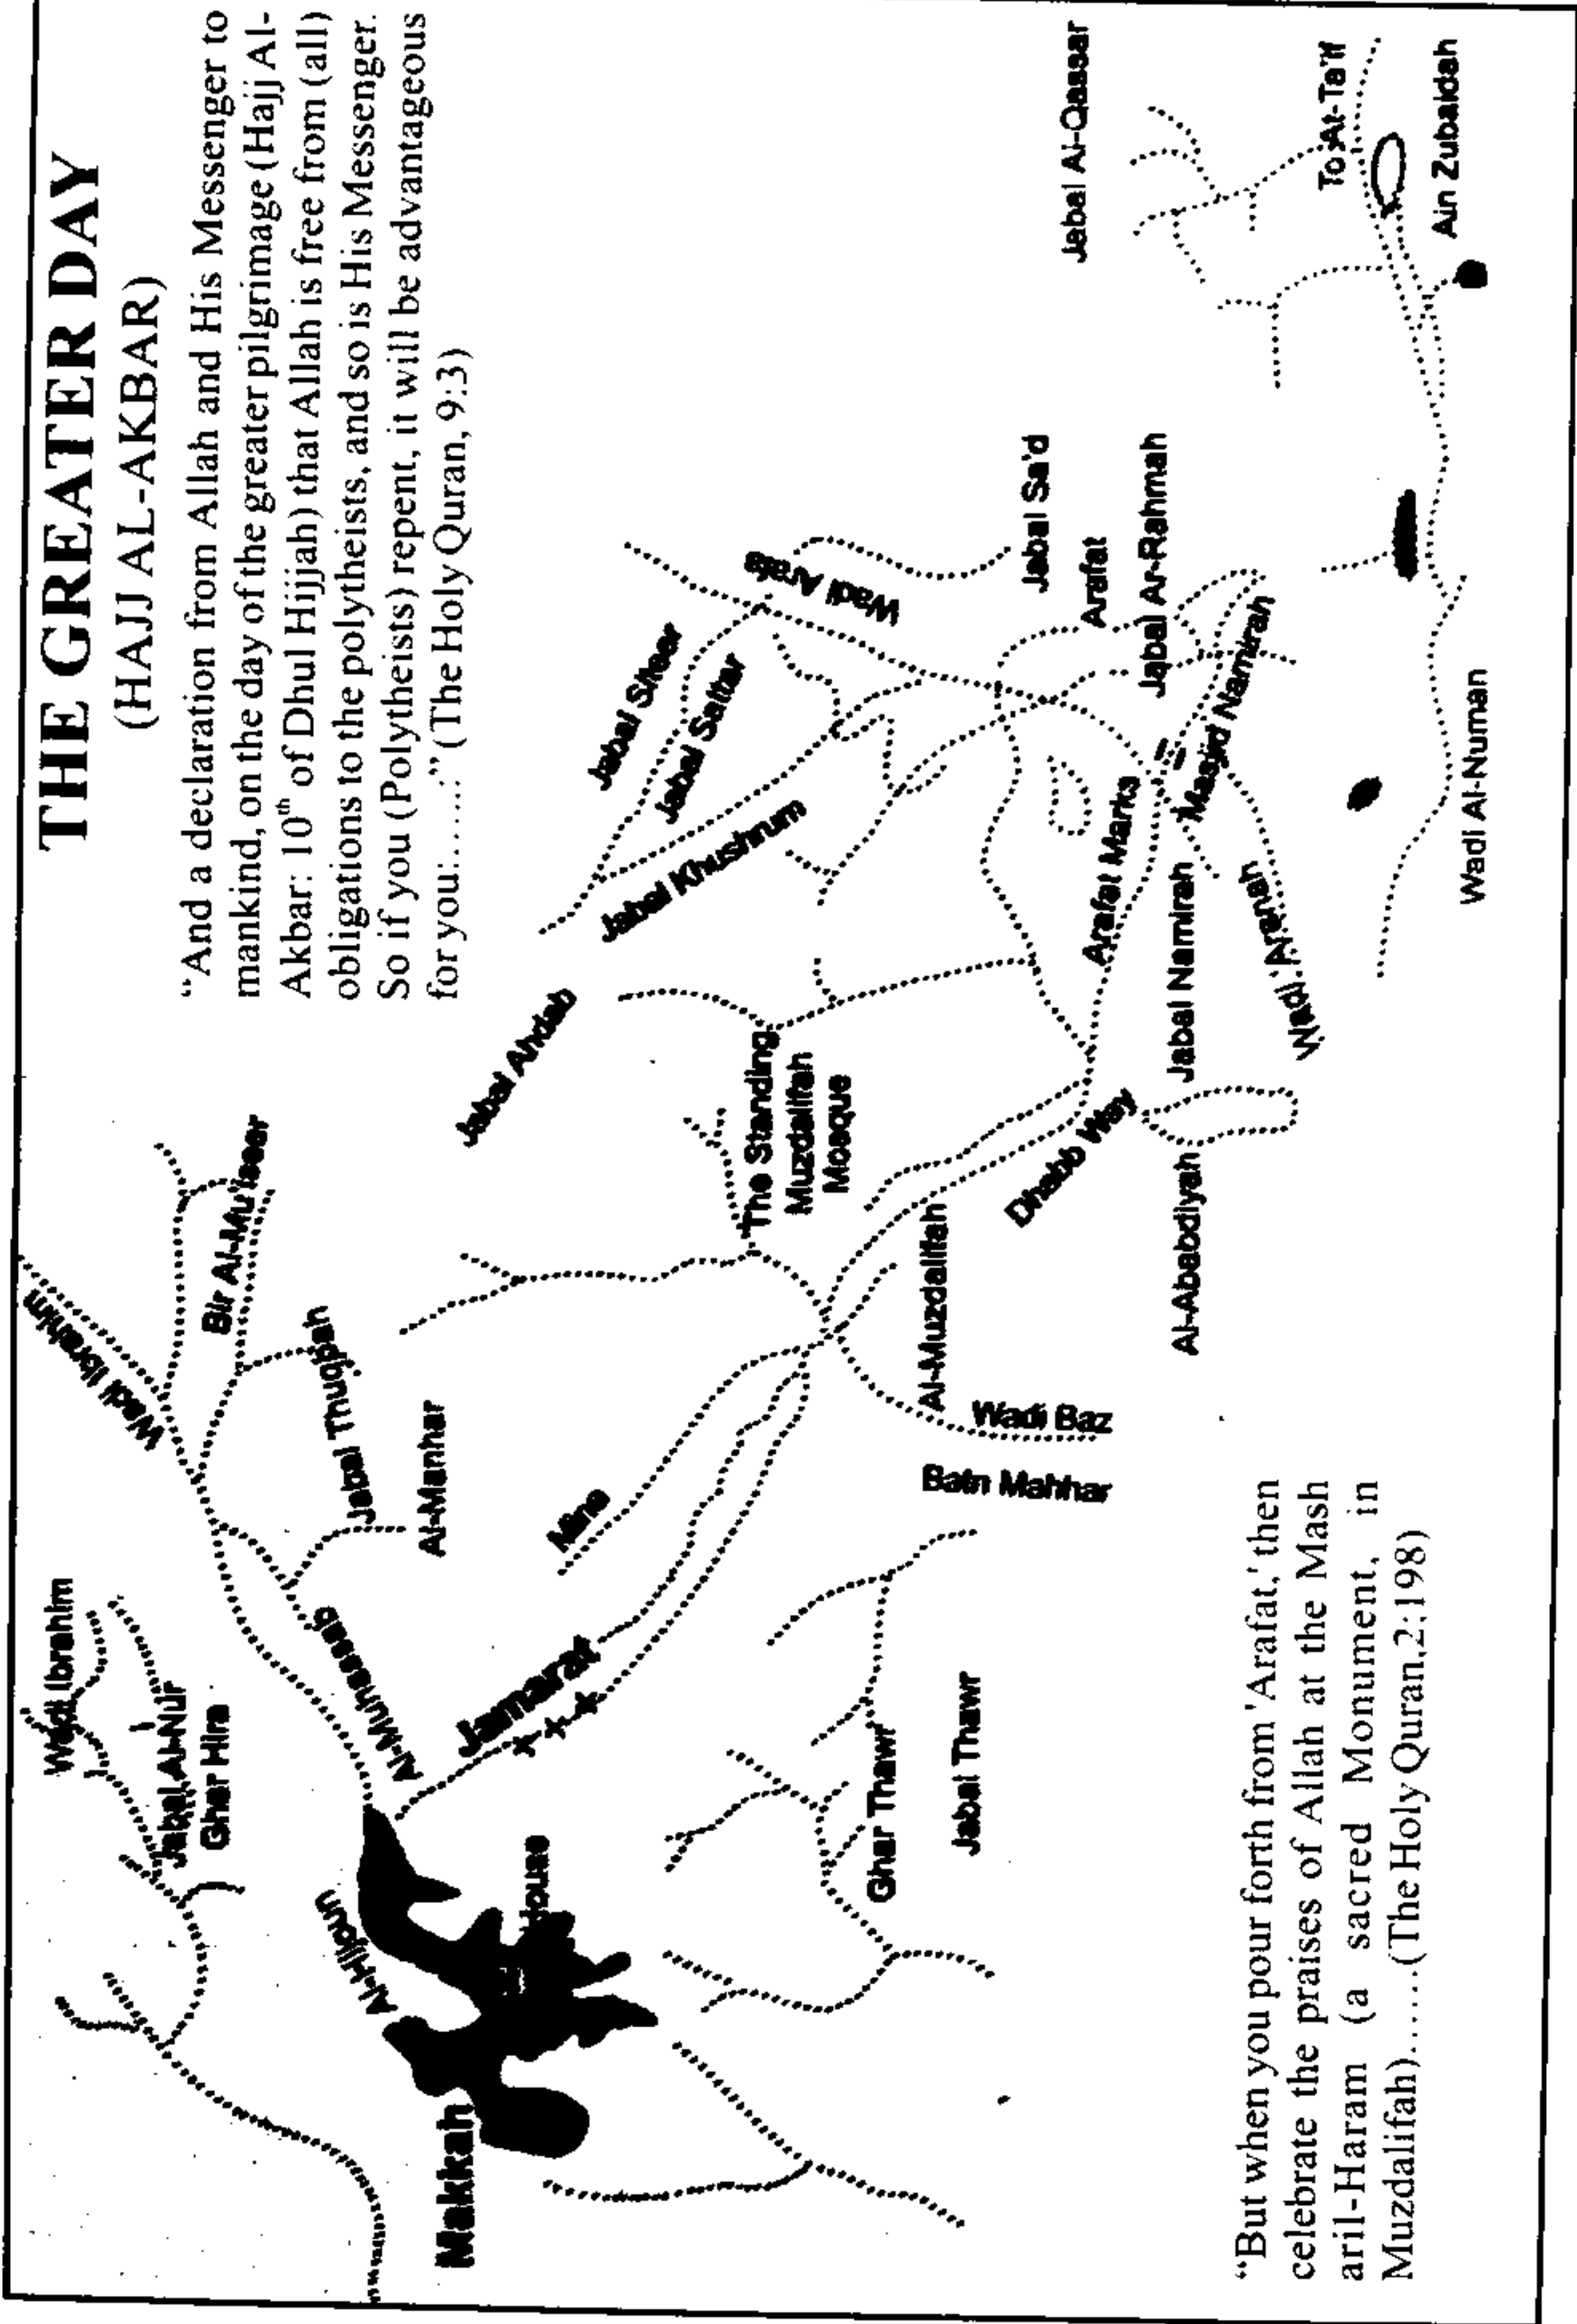 THE GREATER DAY
(HAJJ AL-AKBAR)
“And a declaration from Allah and His Messenger to
mankind, on the day of the greater pilgrimage (Hajj Al-
Akbar: 10th of Dhul Hijjah) that Allah is free from (all)
obligations to the polytheists, and so is His Messenger.
So if you (Polytheists) repent, it will be advantageous
for you:.....” (The Holy Quran, 9:3)
Wadi Ibrahim
Wadi Ibrahim
Jabal Al-Nur
Ghar Hira
Bir Al-Mu'iseer
Jabal Thuqbah
Al-Manhar
Al-Hijoun
Al-Muhassab
Makkah
House
Jamarat
Mina
Jabal Ahdab
Jabal Khushrum
Jabal Sattar
Wadi
The Standing
Muzdalifah
Mosque
Al-Muzdalifah
Wadi Baz
Batn Mahhar
Ghar Thawr
Jabal Thawr
Dhabb Way
Al-Ababdiyah
Arafat Marks
Jabal Namirah
Masjid Namirah
Wadi 'Aranah
Jabal Sa'd
Arafat
Jabal Ar-Rahmah
Jebal Al-Qassar
To At-Ta'if
Ain Zubaidah
Wadi Al-Numan
“But when you pour forth from 'Arafat,' then
celebrate the praises of Allah at the Mash
aril-Haram (a sacred Monument, in
Muzdalifah)......(The Holy Quran,2:198)